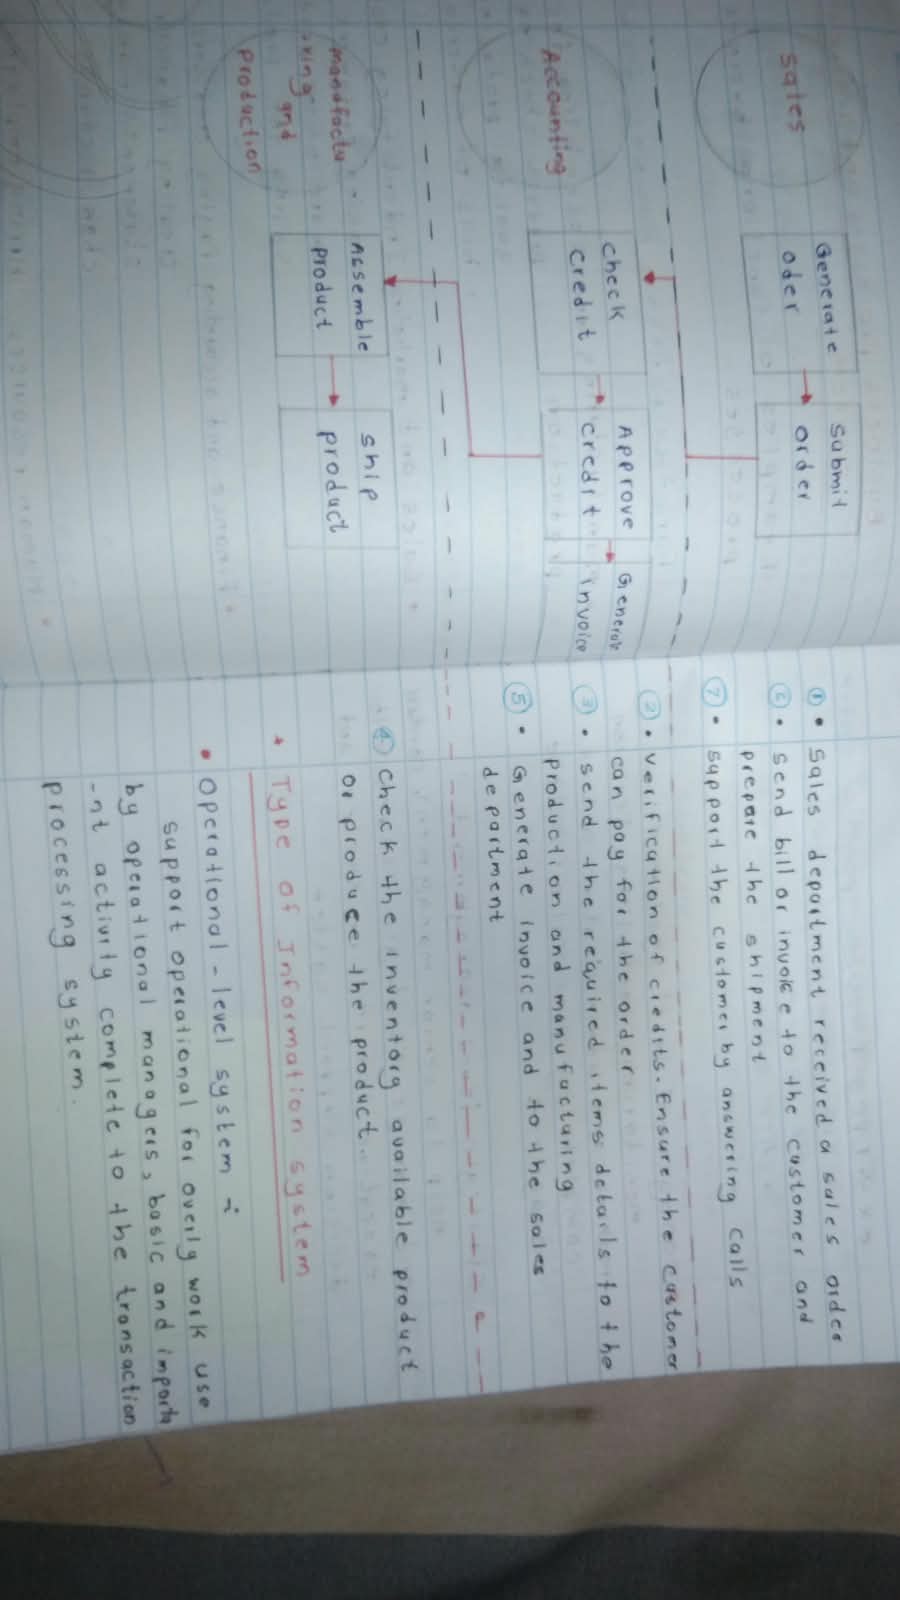 Sales
Generate
oder
Submit
order
Accounting
check
credit
Approve
credit
Generate
invoice
manufactu
-ring
and
production
Assemble
product
ship
product
① • Sales department received a sales order
⑥ • send bill or invoice to the customer and
prepare the shipment
⑦ • support the customer by answering calls
② • verification of credits. Ensure the customer
can pay for the order.
③ • send the required items details to the
production and manufacturing
⑤ • Generate invoice and to the sales
department
④ check the inventory available product
or produce the product.
+ Type of Information system
• Operational-level system ÷
support operational for overily work use
by operational managers, basic and importa
-nt activity complete to the transaction
processing system.